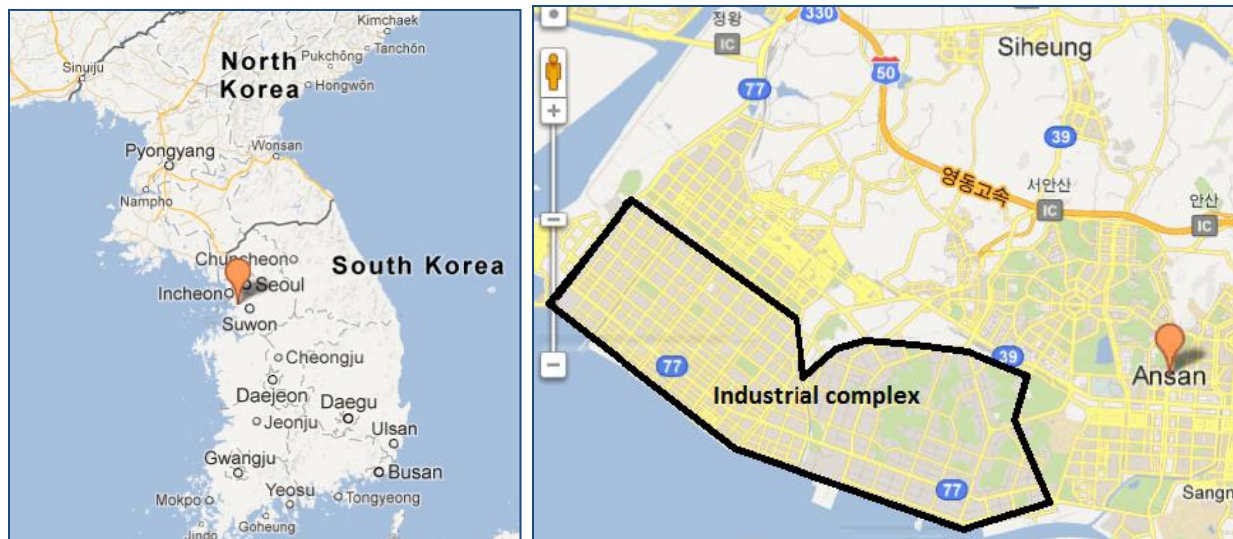 Kimchaek
Pukchŏng
Tanchŏn
Hongwŏn
North
Korea
Sinuiju
Wonsan
Pyongyang
Nampho
Chuncheon
South Korea
Seoul
Incheon
Suwon
Cheongju
Daejeon
Daegu
Jeonju
Ulsan
Gwangju
Busan
Yeosu
Mokpo
Tongyeong
Goheung
Jindo
정왕
IC
330
Siheung
50
77
39
영동고속
서안산
IC
안산
IC
39
77
Ansan
Industrial complex
77
Sangn